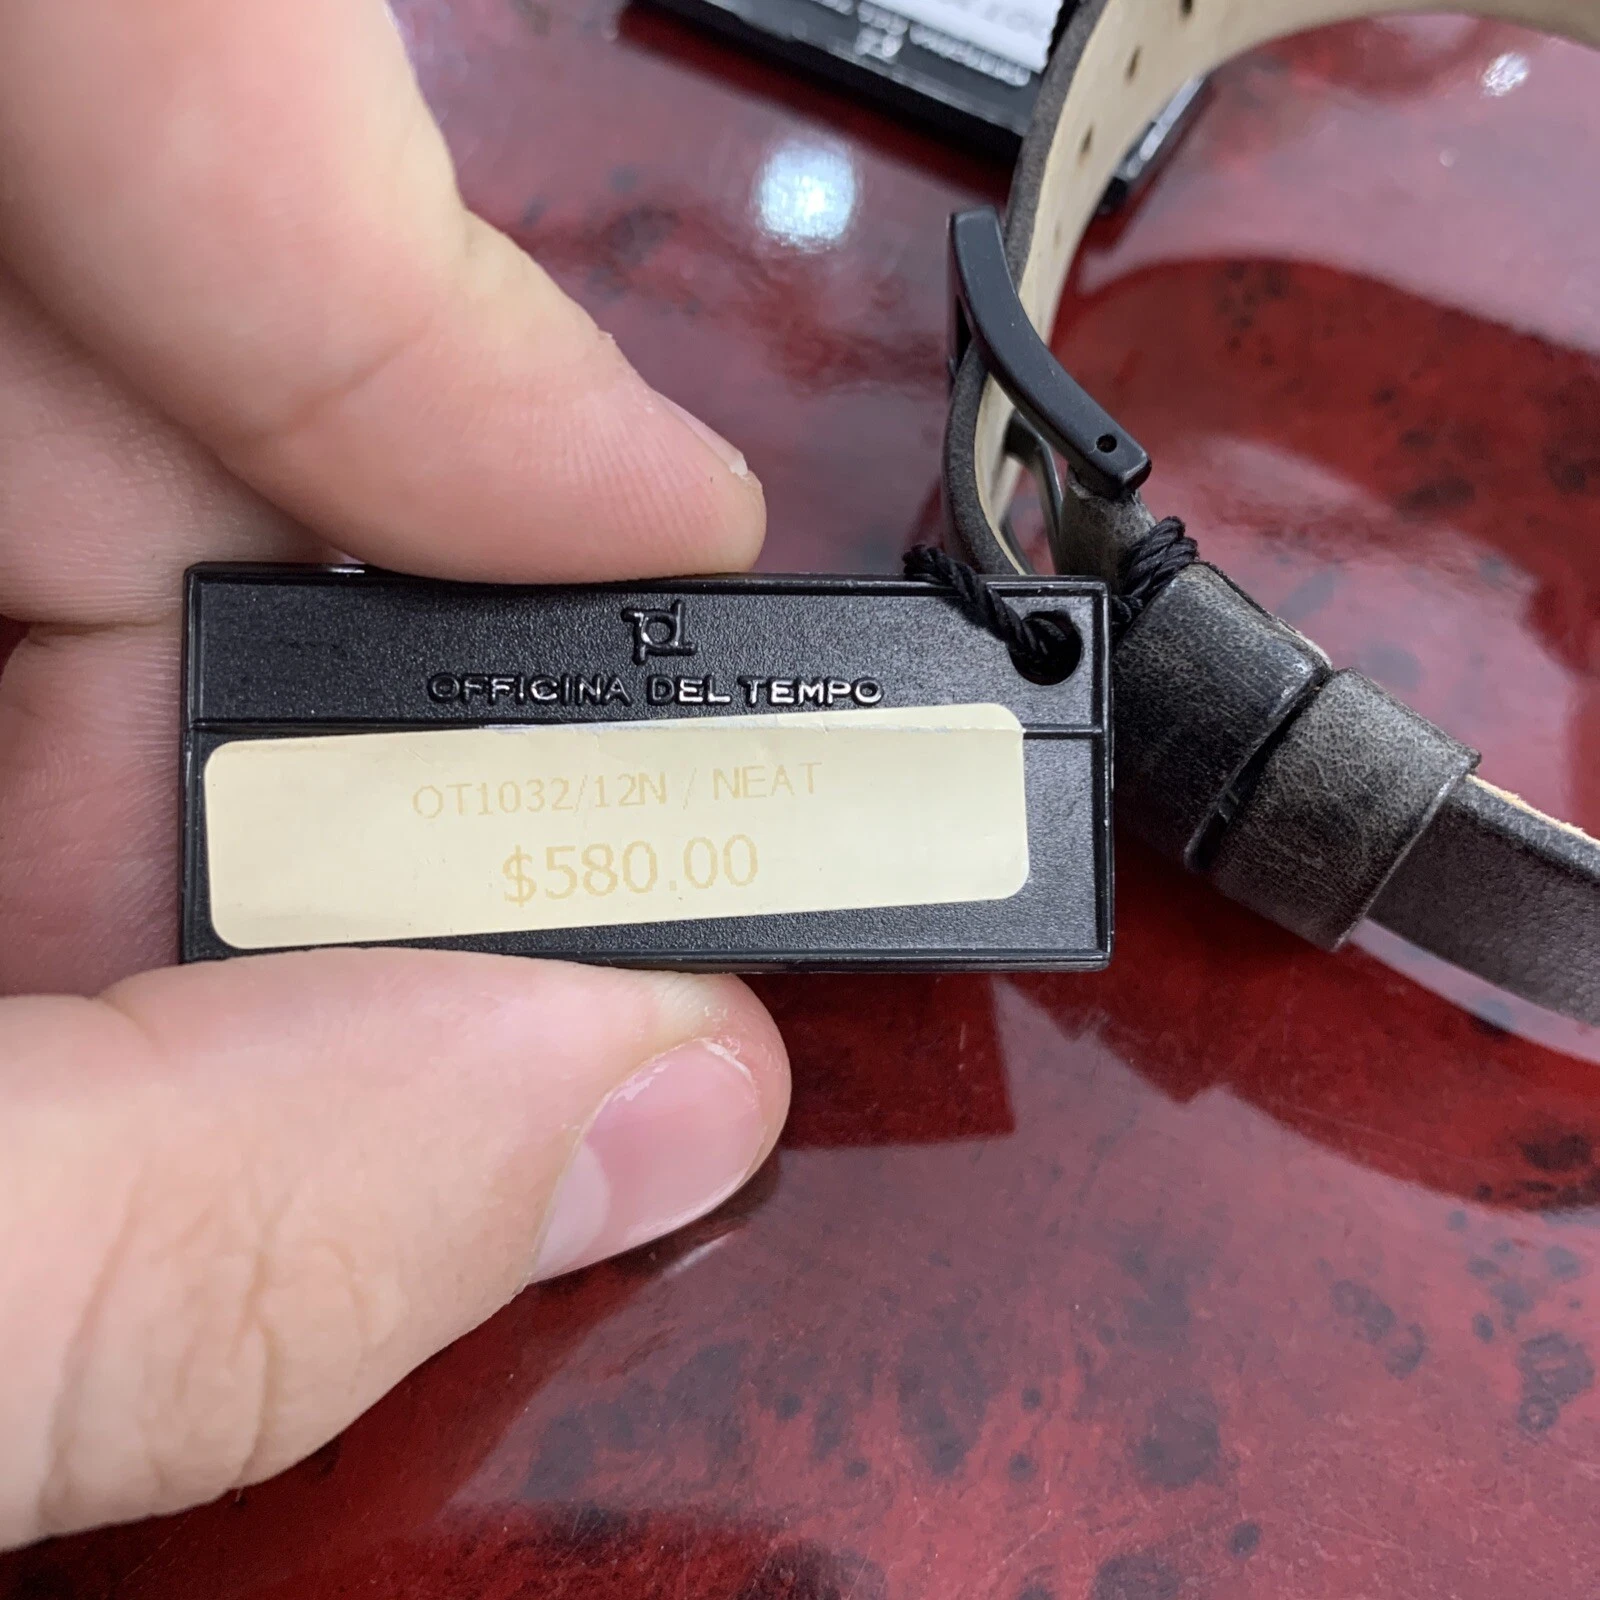 OFFICINA DEL TEMPO
OT1032/12N / NEAT
$580.00